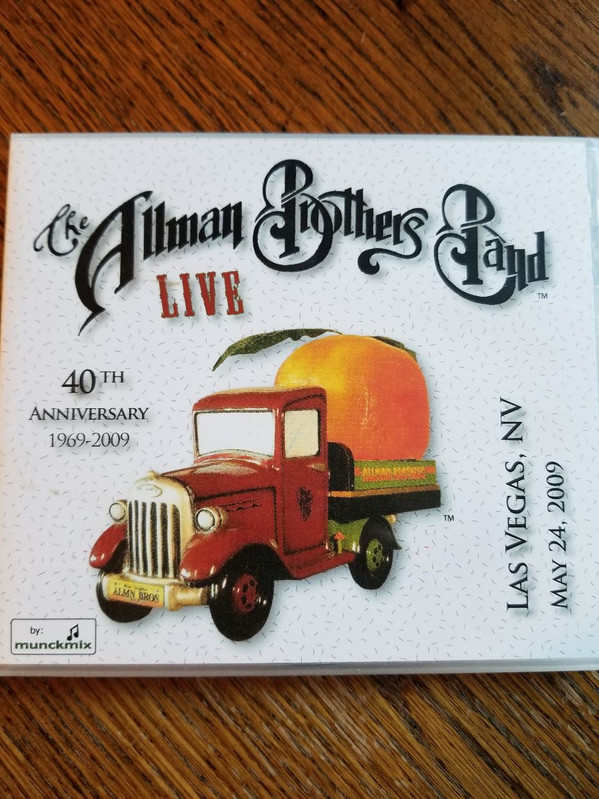 The Allman Brothers Band
TM
LIVE
40TH
ANNIVERSARY
1969-2009
LAS VEGAS, NV
MAY 24, 2009
ALLMAN BROTHERS
TM
ALMN BROS
by:
munckmix